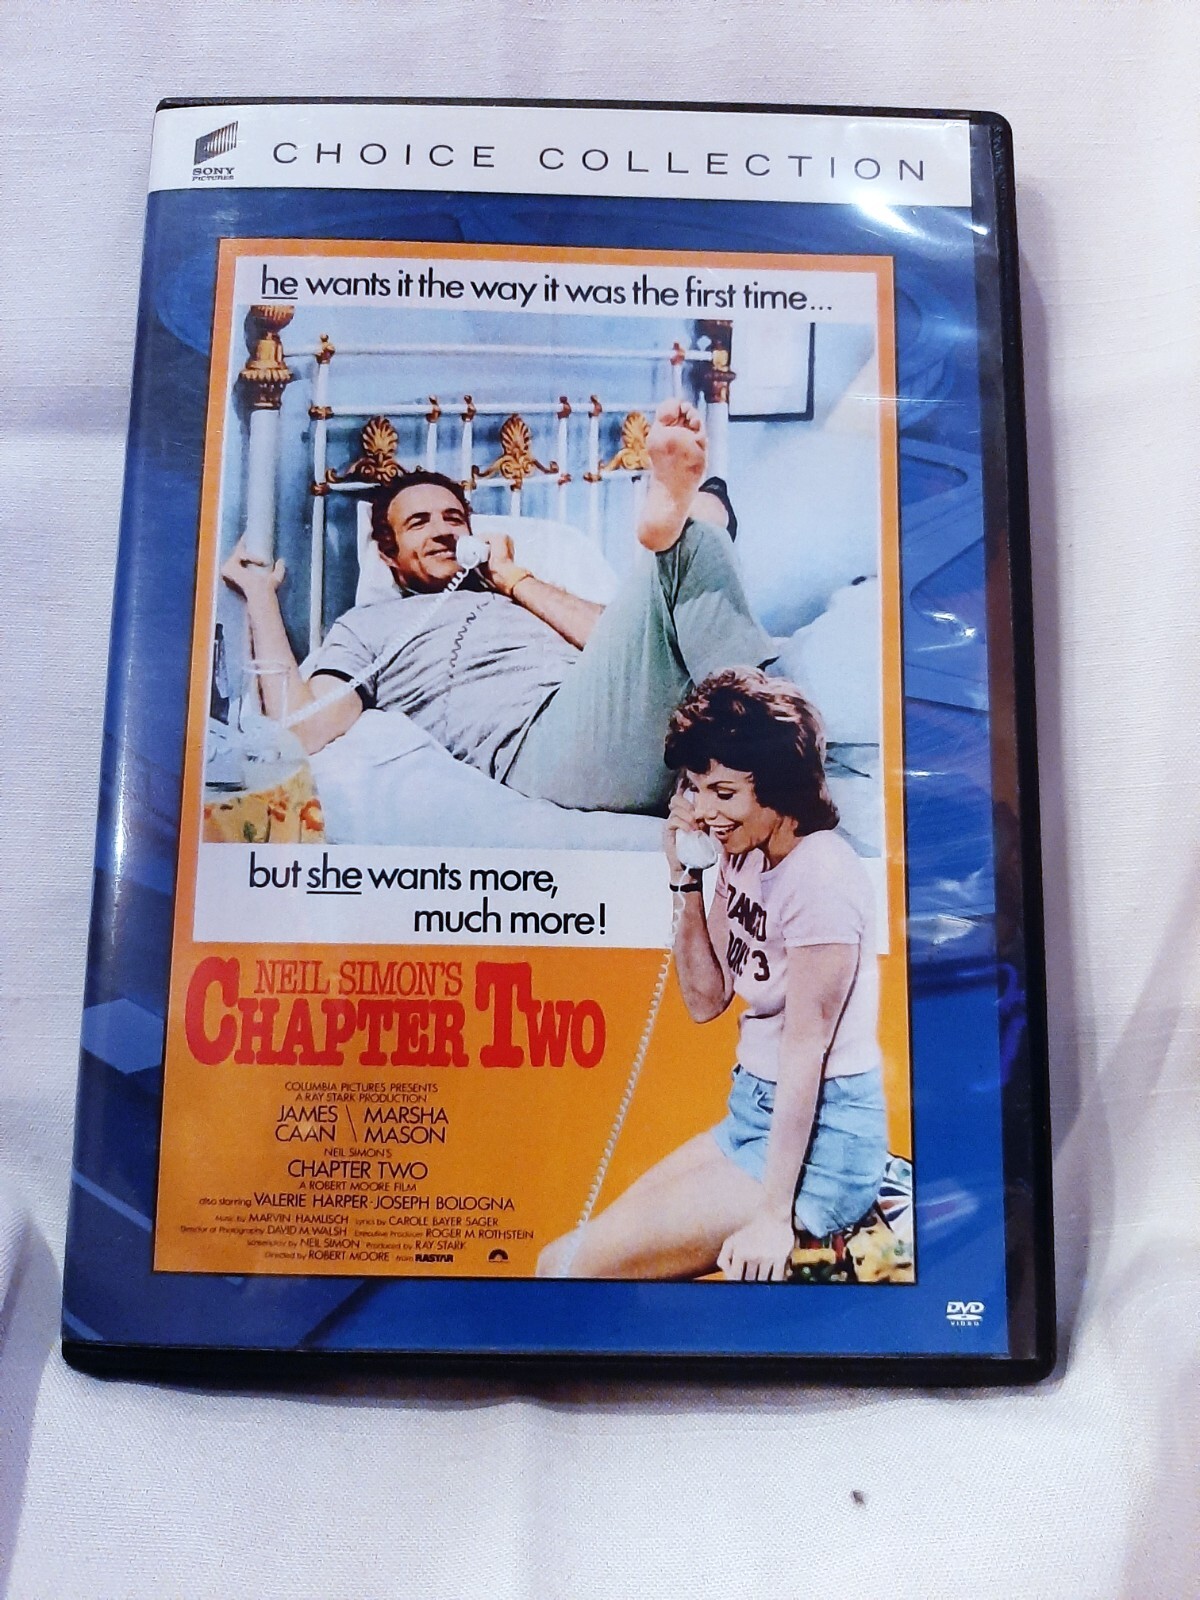 SONY
PICTURES
CHOICE COLLECTION
he wants it the way it was the first time...
but she wants more,
much more!
NEIL SIMON'S
CHAPTER TWO
COLUMBIA PICTURES PRESENTS
A RAY STARK PRODUCTION
JAMES \ MARSHA
CAAN \ MASON
NEIL SIMON'S
CHAPTER TWO
A ROBERT MOORE FILM
also starring VALERIE HARPER · JOSEPH BOLOGNA
Music by MARVIN HAMLISCH Lyrics by CAROLE BAYER SAGER
Director of Photography DAVID M. WALSH Executive Producer ROGER M. ROTHSTEIN
Screenplay by NEIL SIMON Produced by RAY STARK
Directed by ROBERT MOORE from RASTAR
DVD
VIDEO